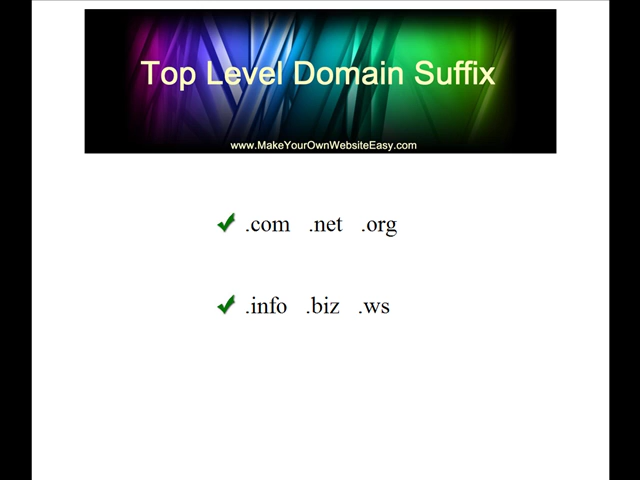 Top Level Domain Suffix
www.MakeYourOwnWebsiteEasy.com
.com .net .org
.info .biz .ws